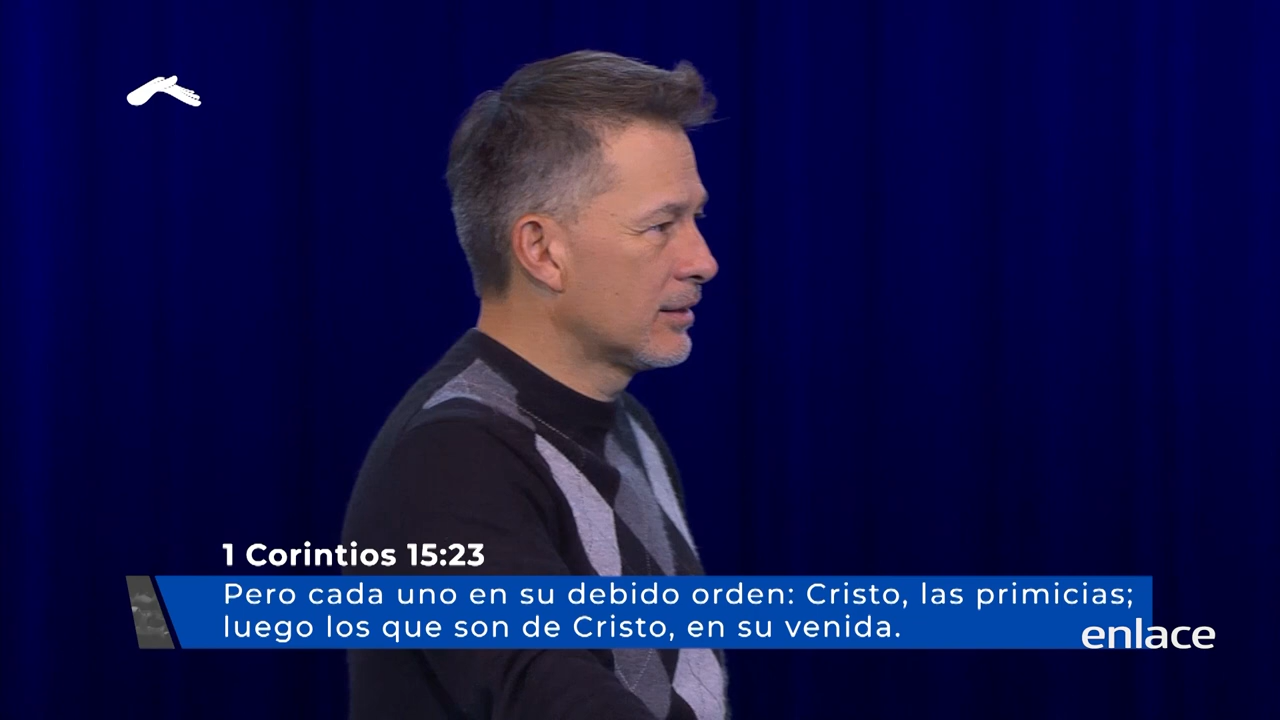 1 Corintios 15:23
Pero cada uno en su debido orden: Cristo, las primicias;
luego los que son de Cristo, en su venida.
enlace